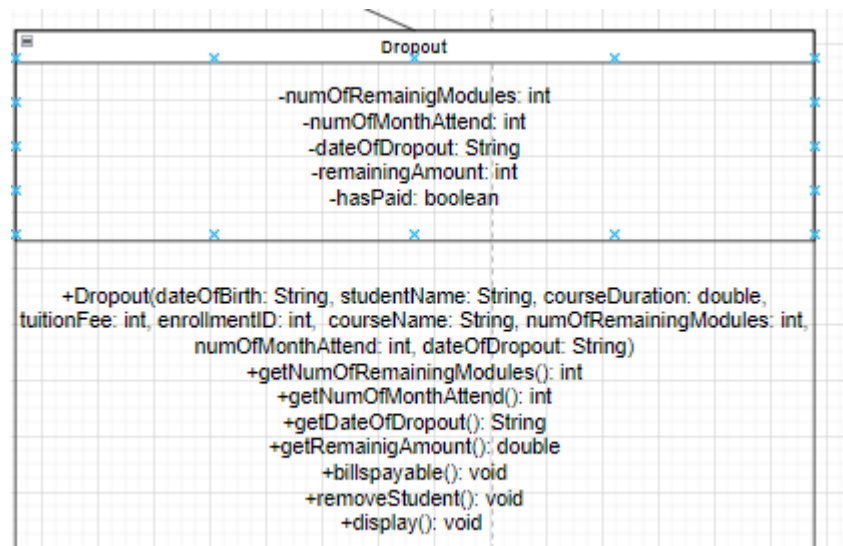 Dropout
-numOfRemainigModules: int
-numOfMonthAttend: int
-dateOfDropout: String
-remainingAmount: int
-hasPaid: boolean
+Dropout(dateOfBirth: String, studentName: String, courseDuration: double,
tuitionFee: int, enrollmentID: int, courseName: String, numOfRemainingModules: int,
numOfMonthAttend: int, dateOfDropout: String)
+getNumOfRemainingModules(): int
+getNumOfMonthAttend(): int
+getDateOfDropout(): String
+getRemainigAmount(): double
+billspayable(): void
+removeStudent(): void
+display(): void